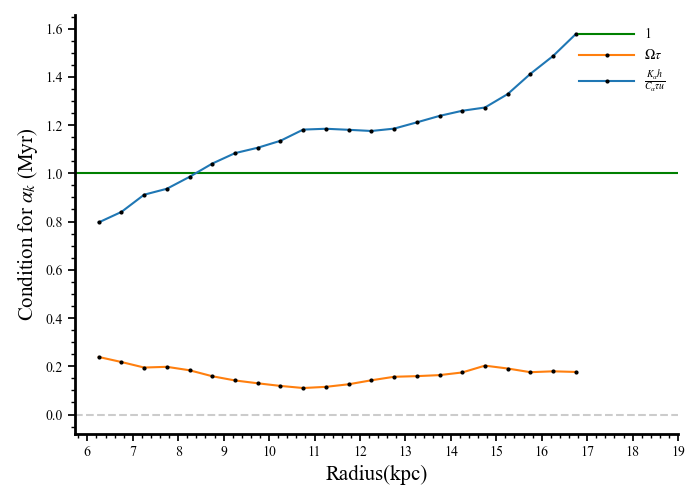 1
Ωτ
K_α h / C_α τu
1.6
1.4
1.2
1.0
0.8
0.6
0.4
0.2
0.0
Condition for α_k (Myr)
6 7 8 9 10 11 12 13 14 15 16 17 18 19
Radius(kpc)